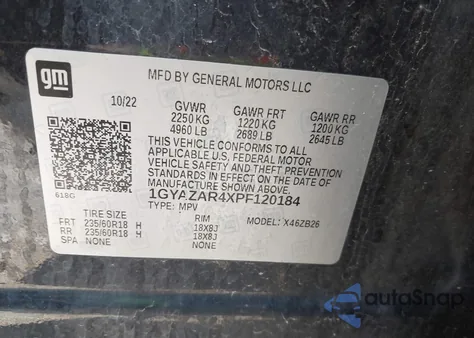 gm
MFD BY GENERAL MOTORS LLC
10/22
GVWR GAWR FRT GAWR RR
2250 KG 1220 KG 1200 KG
4960 LB 2689 LB 2645 LB
THIS VEHICLE CONFORMS TO ALL
APPLICABLE U.S. FEDERAL MOTOR
VEHICLE SAFETY, BUMPER, AND THEFT
PREVENTION STANDARDS IN EFFECT ON
THE DATE OF MANUFACTURE SHOWN ABOVE.
618G
1GYAZAR4XPF120184
TYPE: MPV MODEL: X46ZB26
TIRE SIZE RIM
FRT 235/60R18 H 18X8J
RR 235/60R18 H 18X8J
SPA NONE NONE
autoSnap